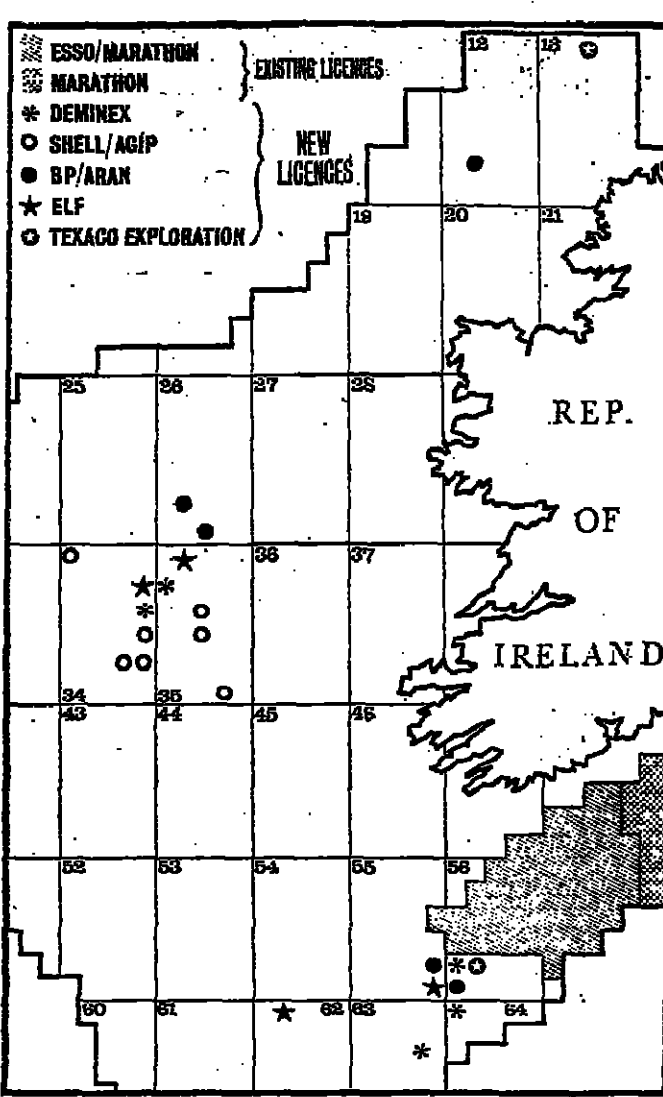 ESSO/MARATHON
MARATHON
EXISTING LICENCES
DEMINEX
SHELL/AGIP
BP/ARAN
ELF
TEXACO EXPLORATION
NEW
LICENCES
12 13
19 20 21
25 26 27 28
REP.
OF
36 37
IRELAND
34 35
43 44 45 46
52 53 54 55 56
60 61 62 63 64